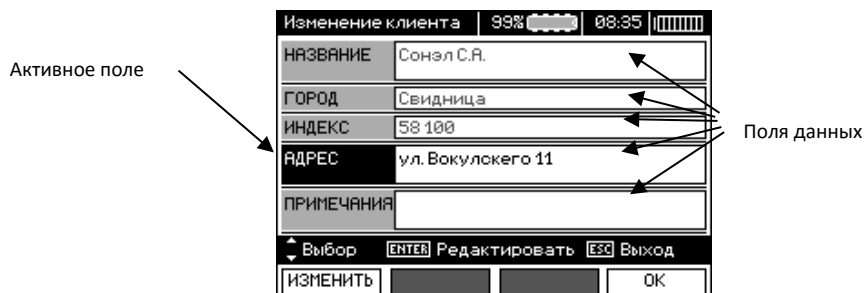 Изменение клиента 99% 08:35
НАЗВАНИЕ Сонэл С.А.
Активное поле
ГОРОД Свидница
ИНДЕКС 58 100
Поля данных
АДРЕС ул. Вокулского 11
ПРИМЕЧАНИЯ
Выбор ENTER Редактировать ESC Выход
ИЗМЕНИТЬ ОК